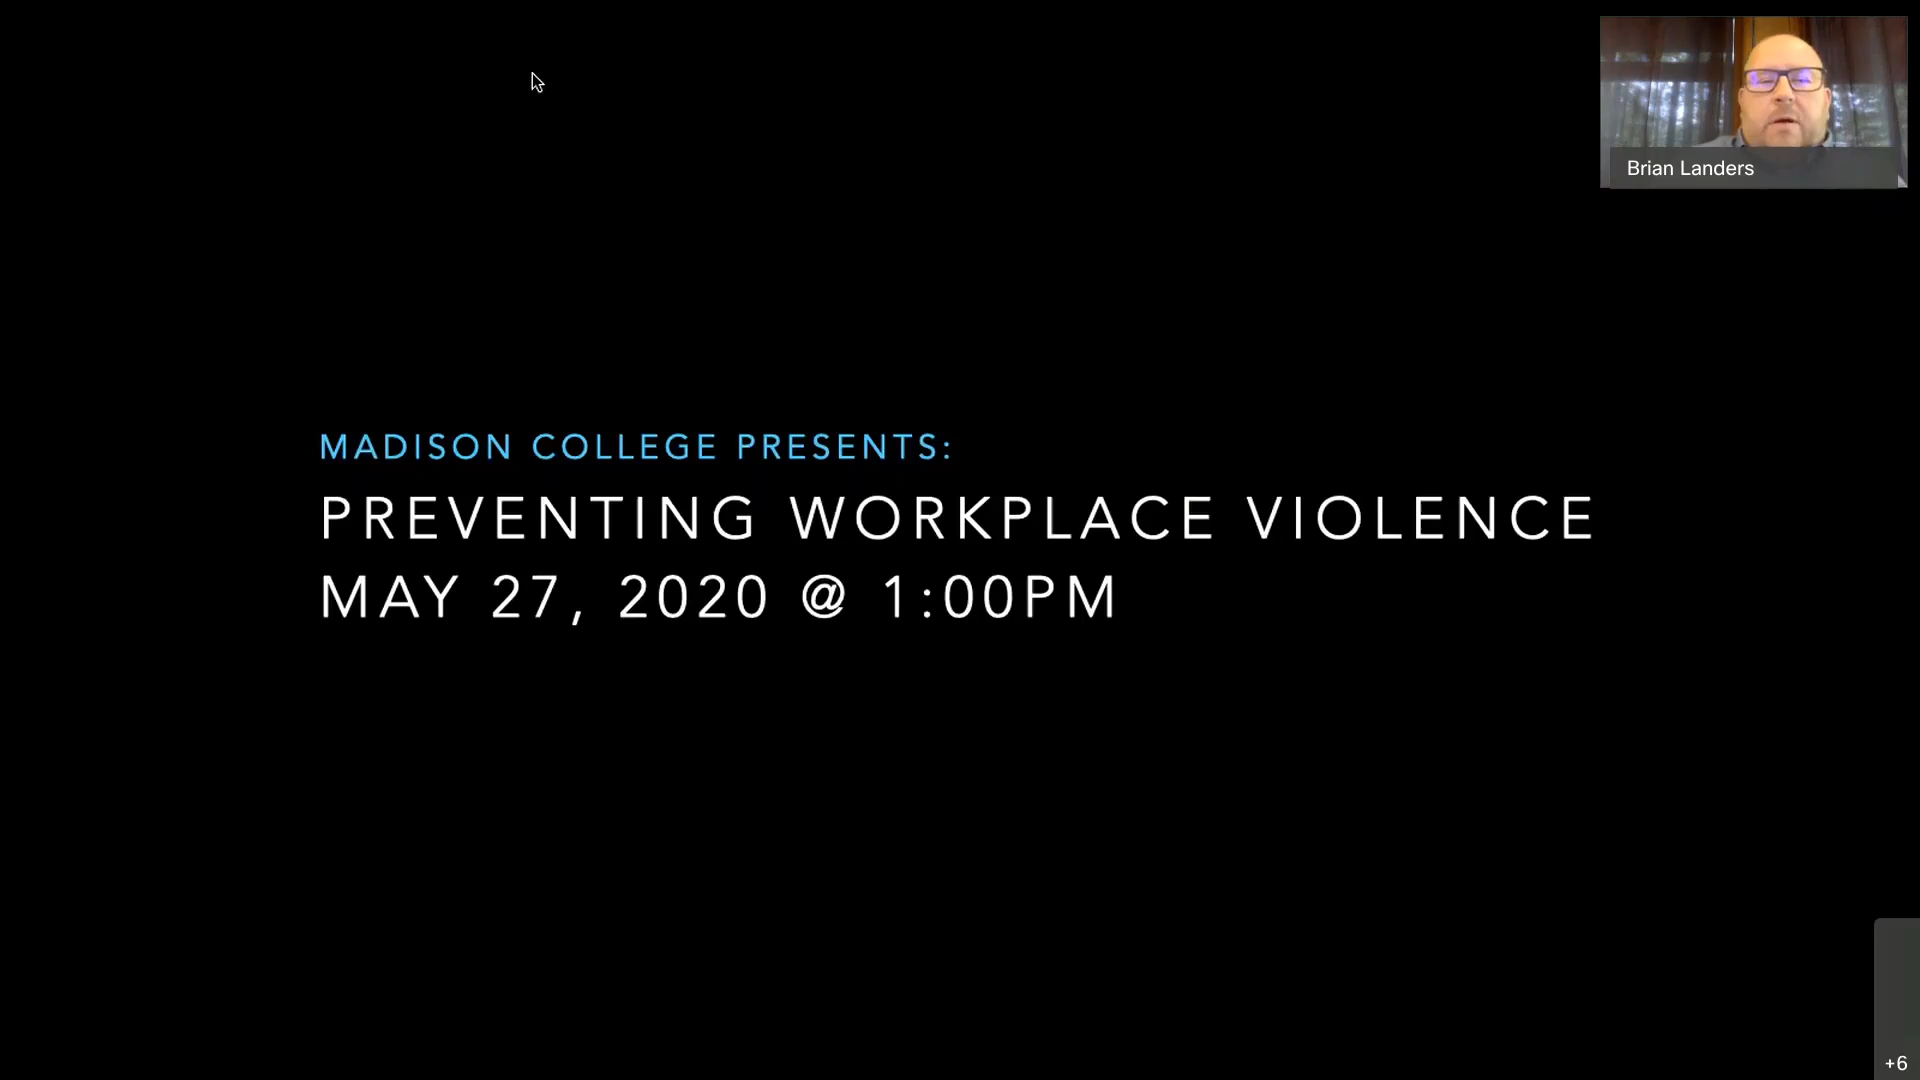 Brian Landers
MADISON COLLEGE PRESENTS:
PREVENTING WORKPLACE VIOLENCE
MAY 27, 2020 @ 1:00PM
+6